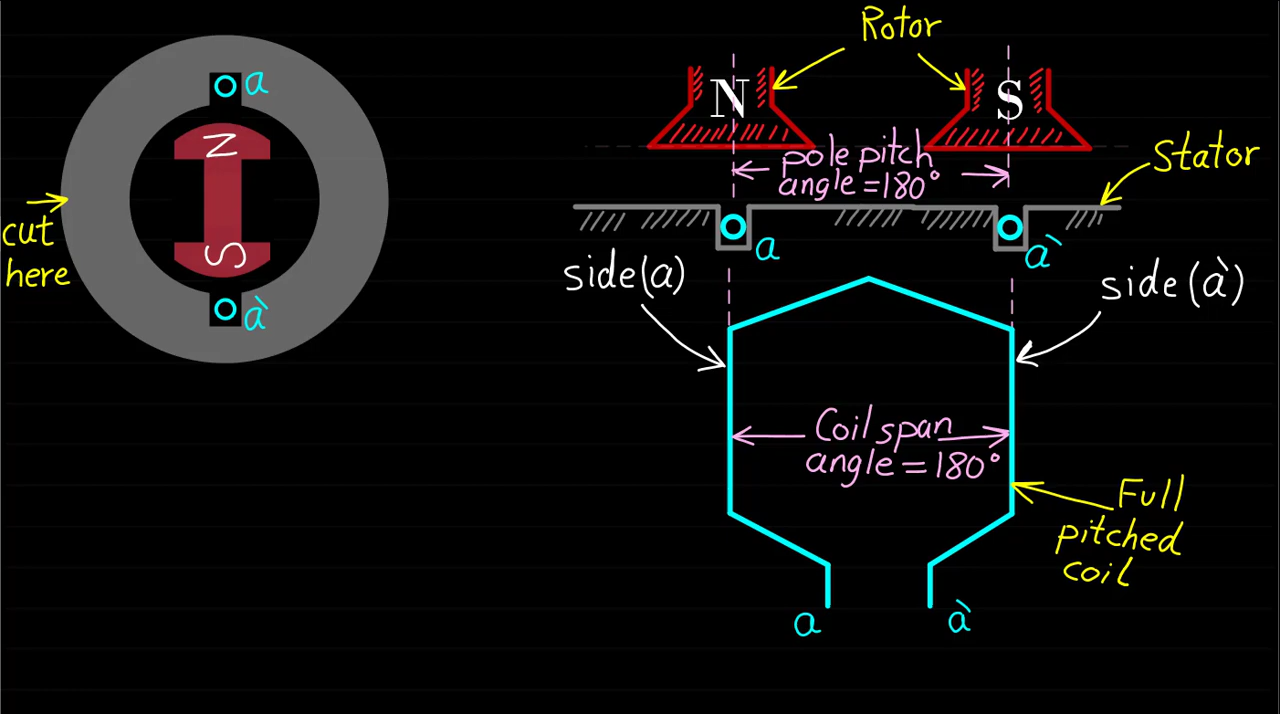 a
N
S
à
cut
here
Rotor
N
S
pole pitch
angle = 180°
Stator
a
à
side(a)
side(à)
Coil span
angle = 180°
Full
pitched
coil
a
à